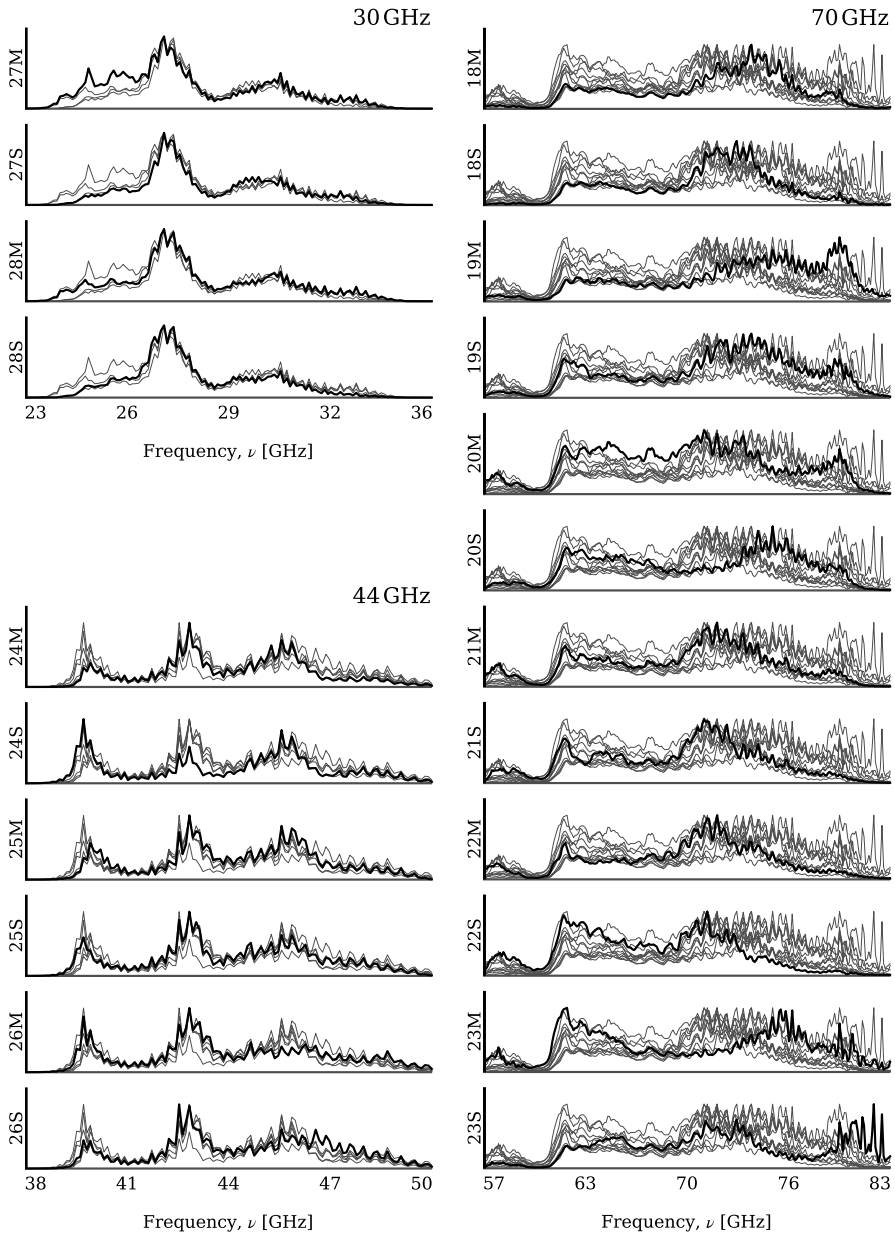 30 GHz
27M
27S
28M
28S
23 26 29 32 36
Frequency, ν [GHz]
44 GHz
24M
24S
25M
25S
26M
26S
38 41 44 47 50
Frequency, ν [GHz]
70 GHz
18M
18S
19M
19S
20M
20S
21M
21S
22M
22S
23M
23S
57 63 70 76 83
Frequency, ν [GHz]